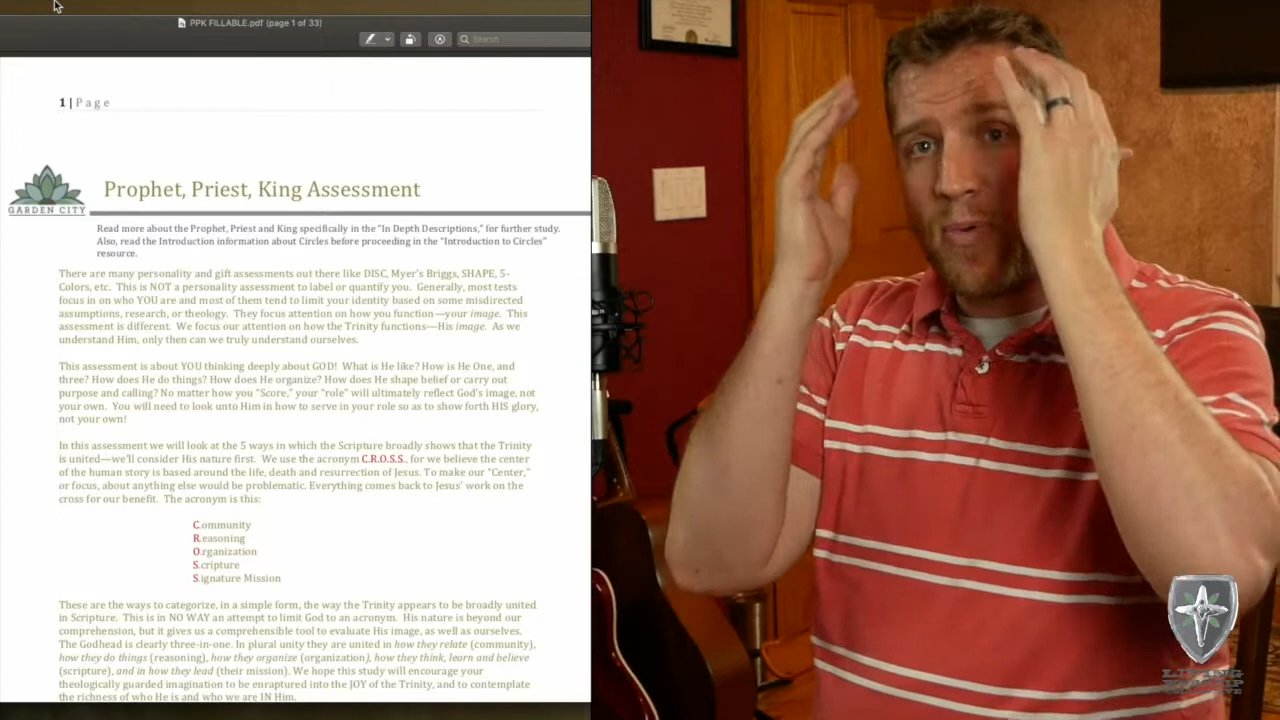 PPK FILLABLE.pdf (page 1 of 33)
Search
1 | Page
GARDEN CITY
Prophet, Priest, King Assessment
Read more about the Prophet, Priest and King specifically in the "In Depth Descriptions," for further study.
Also, read the Introduction information about Circles before proceeding in the "Introduction to Circles"
resource.
There are many personality and gift assessments out there like DISC, Myer's Briggs, SHAPE, 5-
Colors, etc. This is NOT a personality assessment to label or quantify you. Generally, most tests
focus in on who YOU are and most of them tend to limit your identity based on some misdirected
assumptions, research, or theology. They focus attention on how you function—your image. This
assessment is different. We focus our attention on how the Trinity functions—His image. As we
understand Him, only then can we truly understand ourselves.
This assessment is about YOU thinking deeply about GOD! What is He like? How is He One, and
three? How does He do things? How does He organize? How does He shape belief or carry out
purpose and calling? No matter how you "Score," your "role" will ultimately reflect God's image, not
your own. You will need to look unto Him in how to serve in your role so as to show forth HIS glory,
not your own!
In this assessment we will look at the 5 ways in which the Scripture broadly shows that the Trinity
is united—we'll consider His nature first. We use the acronym C.R.O.S.S., for we believe the center
of the human story is based around the life, death and resurrection of Jesus. To make our "Center,"
or focus, about anything else would be problematic. Everything comes back to Jesus' work on the
cross for our benefit. The acronym is this:
C.ommunity
R.easoning
O.rganization
S.cripture
S.ignature Mission
These are the ways to categorize, in a simple form, the way the Trinity appears to be broadly united
in Scripture. This is in NO WAY an attempt to limit God to an acronym. His nature is beyond our
comprehension, but it gives us a comprehensible tool to evaluate His image, as well as ourselves.
The Godhead is clearly three-in-one. In plural unity they are united in how they relate (community),
how they do things (reasoning), how they organize (organization), how they think, learn and believe
(scripture), and in how they lead (their mission). We hope this study will encourage your
theologically guarded imagination to be enraptured into the JOY of the Trinity, and to contemplate
the richness of who He is and who we are IN Him.
LIVING
WORSHIP
COLLECTIVE